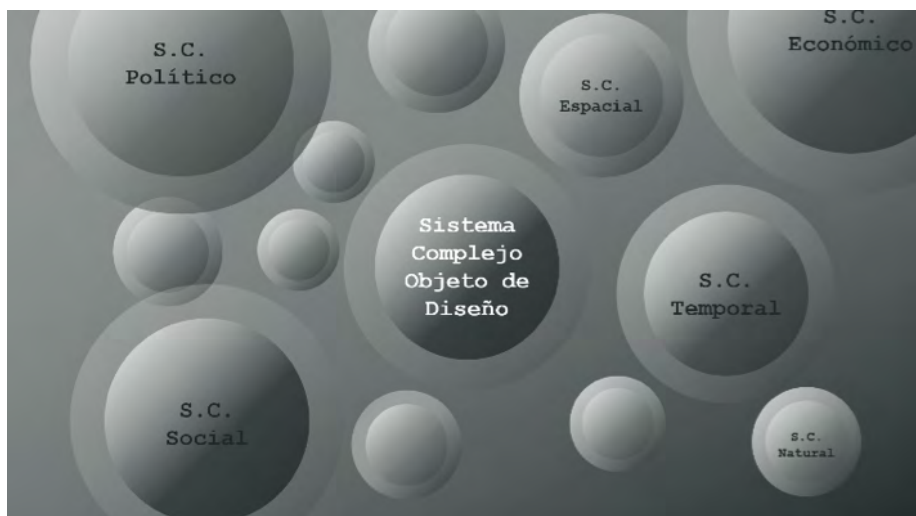 S.C.
Político
S.C.
Espacial
S.C.
Económico
Sistema
Complejo
Objeto de
Diseño
S.C.
Temporal
S.C.
Social
S.C.
Natural